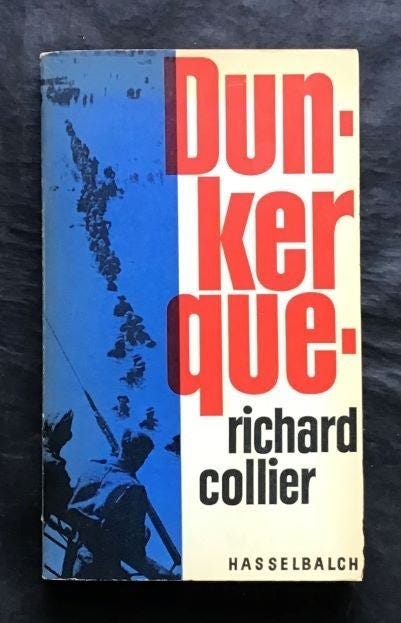 Dun-
ker
que-
richard
collier
HASSELBALCH